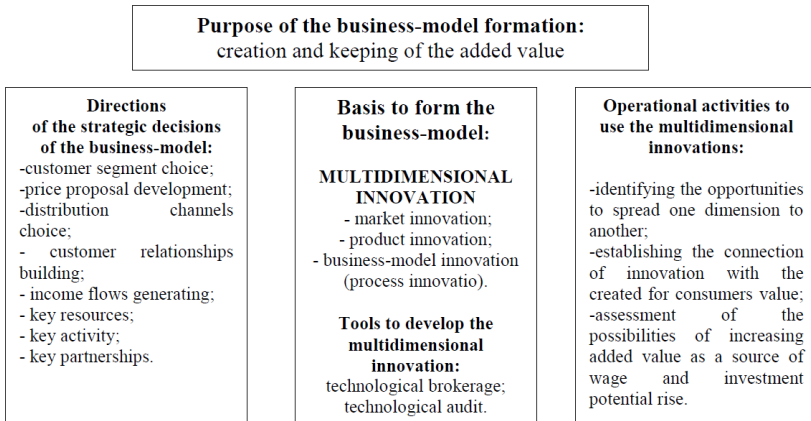 Purpose of the business-model formation:
creation and keeping of the added value
Directions
of the strategic decisions
of the business-model:
-customer segment choice;
-price proposal development;
-distribution channels
choice;
- customer relationships
building;
- income flows generating;
- key resources;
- key activity;
- key partnerships.
Basis to form the
business-model:
MULTIDIMENSIONAL
INNOVATION
- market innovation;
- product innovation;
- business-model innovation
(process innovatio).
Tools to develop the
multidimensional
innovation:
technological brokerage;
technological audit.
Operational activities to
use the multidimensional
innovations:
-identifying the opportunities
to spread one dimension to
another;
-establishing the connection
of innovation with the
created for consumers value;
-assessment of the
possibilities of increasing
added value as a source of
wage and investment
potential rise.